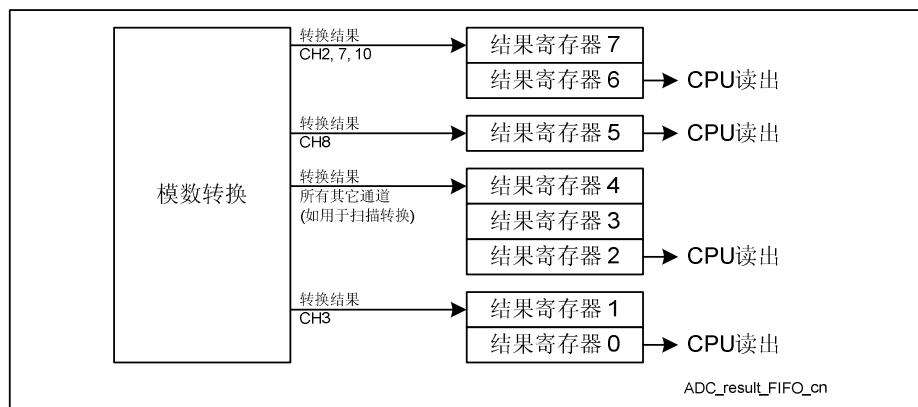 转换结果
CH2, 7, 10
结果寄存器 7
结果寄存器 6
CPU读出
转换结果
CH8
结果寄存器 5
CPU读出
模数转换
转换结果
所有其它通道
(如用于扫描转换)
结果寄存器 4
结果寄存器 3
结果寄存器 2
CPU读出
转换结果
CH3
结果寄存器 1
结果寄存器 0
CPU读出
ADC_result_FIFO_cn